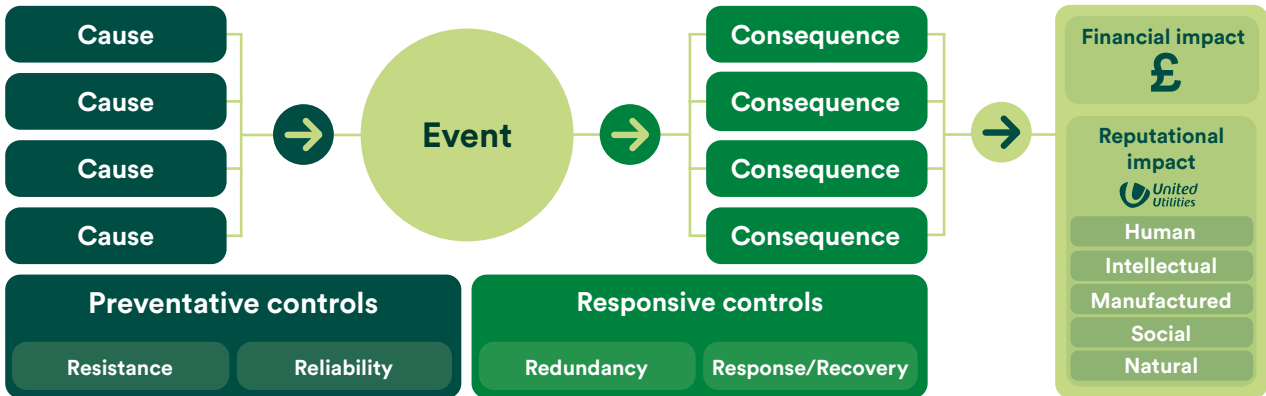 Cause
Cause
Cause
Cause
Event
Consequence
Consequence
Consequence
Consequence
Preventative controls
Resistance
Reliability
Responsive controls
Redundancy
Response/Recovery
Financial impact
£
Reputational
impact
United
Utilities
Human
Intellectual
Manufactured
Social
Natural